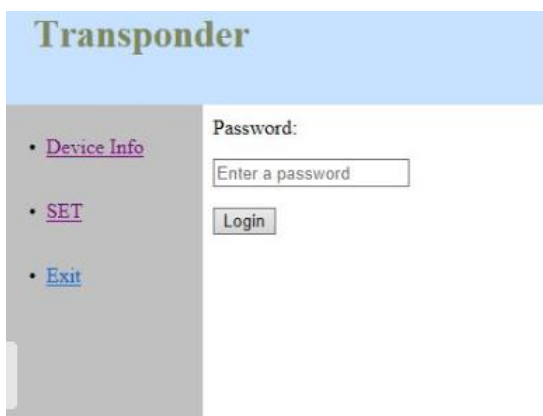 Transponder
Device Info
SET
Exit
Password:
Enter a password
Login